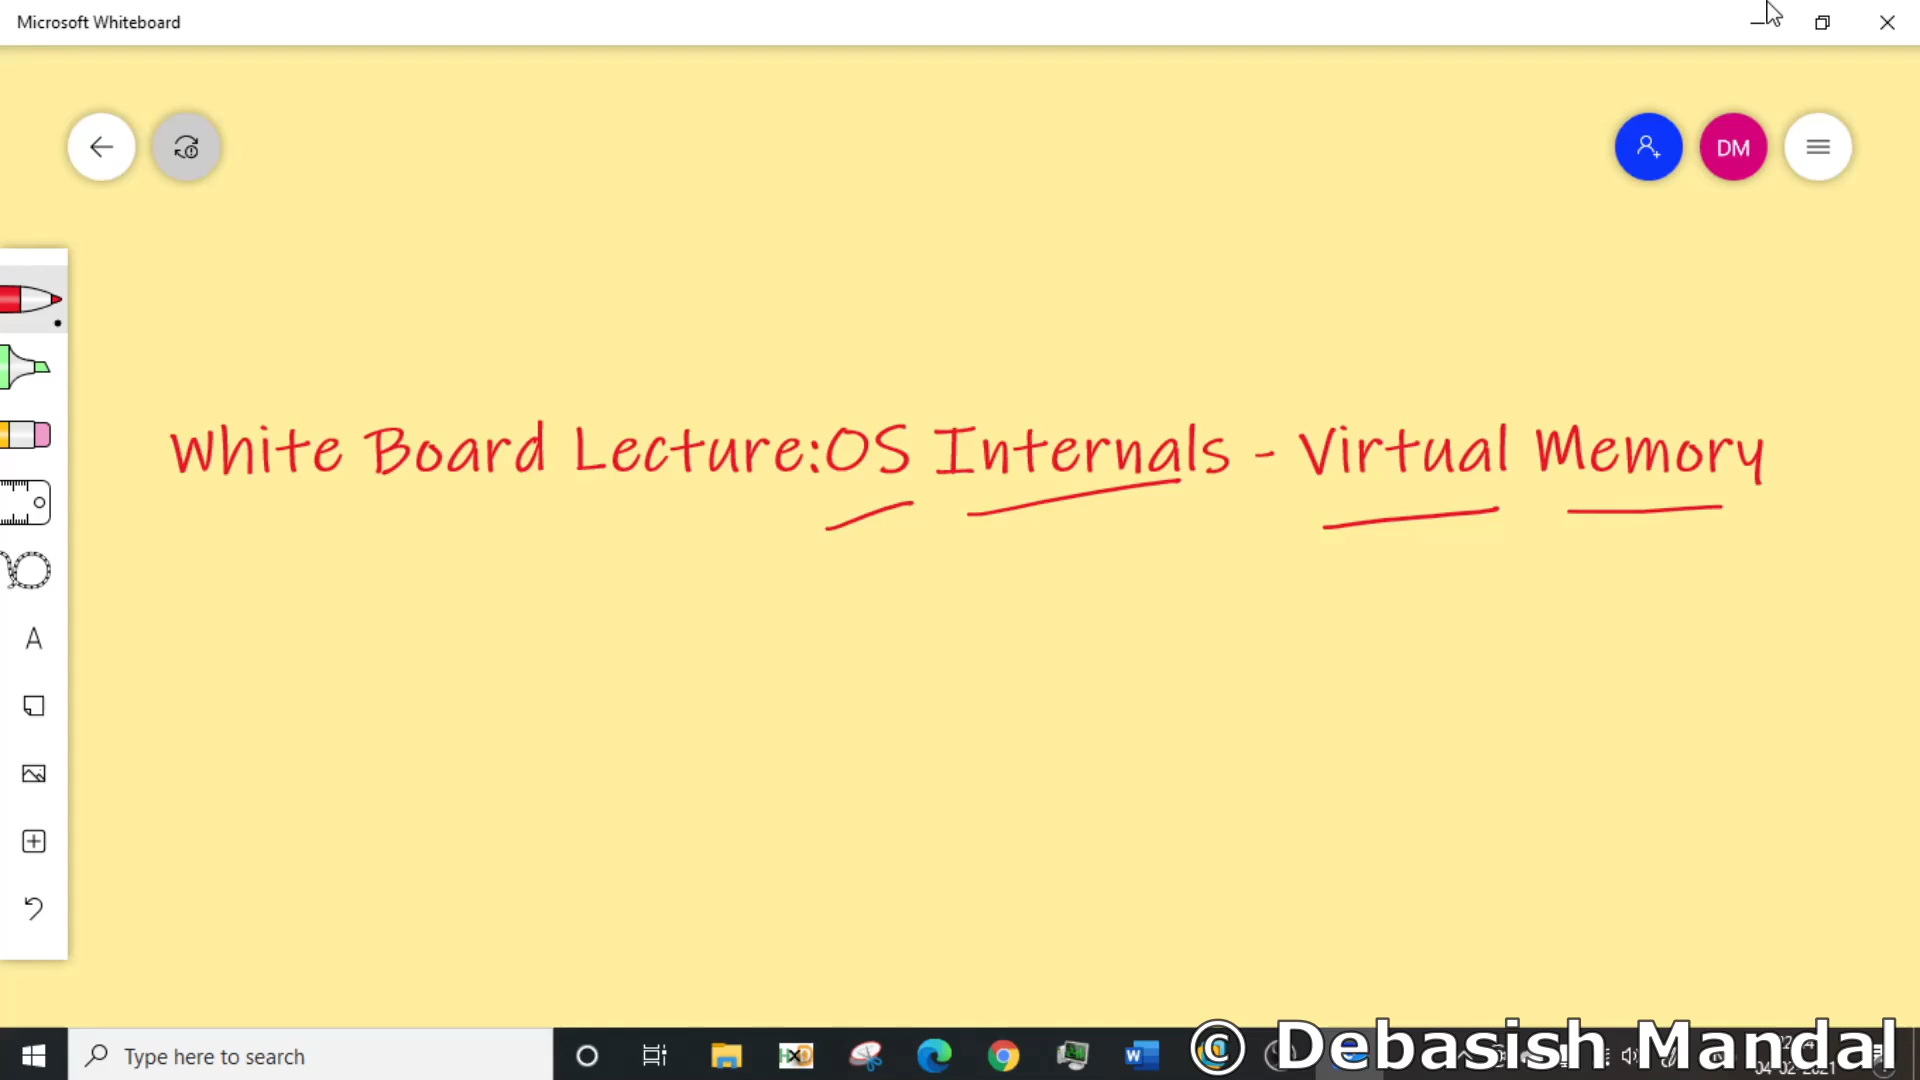 Microsoft Whiteboard
DM
White Board Lecture:OS Internals - Virtual Memory
A
Type here to search
© Debasish Mandal